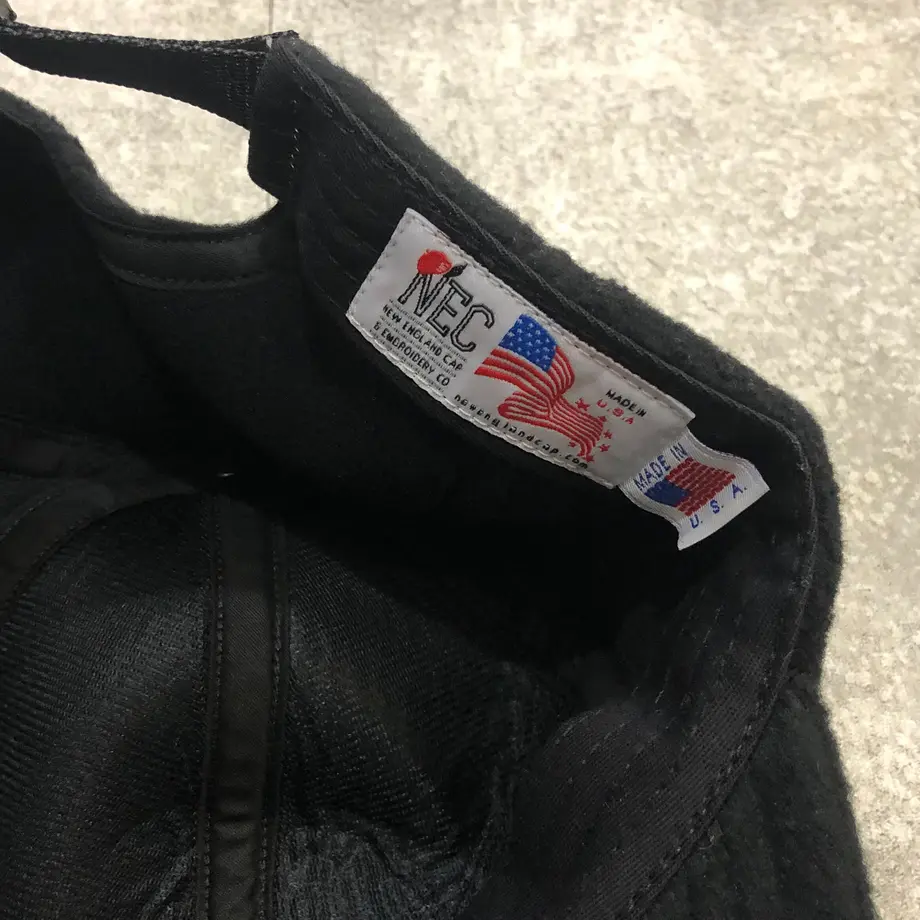 NEC
NEW ENGLAND CAP
& EMBROIDERY CO
newenglandcap.com
MADE IN
U.S.A
MADE IN
U. S. A.